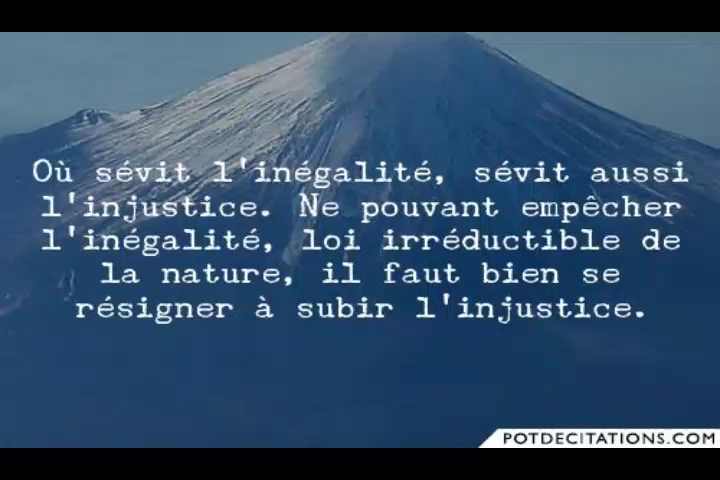 Où sévit l'inégalité, sévit aussi
l'injustice. Ne pouvant empêcher
l'inégalité, loi irréductible de
la nature, il faut bien se
résigner à subir l'injustice.
POTDECITATIONS.COM